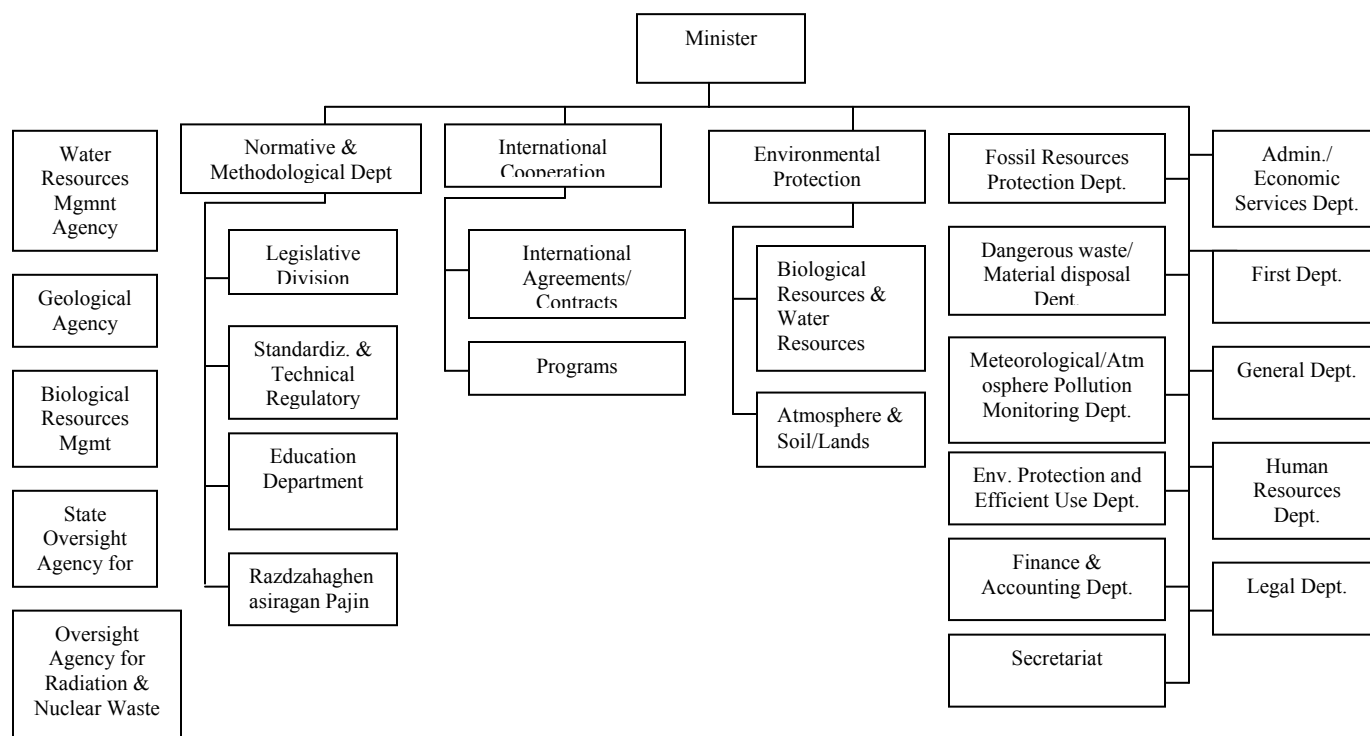 Minister
Water
Resources
Mgmnt
Agency
Geological
Agency
Biological
Resources
Mgmt
State
Oversight
Agency for
Oversight
Agency for
Radiation &
Nuclear Waste
Normative &
Methodological Dept
Legislative
Division
Standardiz. &
Technical
Regulatory
Education
Department
Razdzahaghen
asiragan Pajin
International
Cooperation
International
Agreements/
Contracts
Programs
Environmental
Protection
Biological
Resources &
Water
Resources
Atmosphere &
Soil/Lands
Fossil Resources
Protection Dept.
Dangerous waste/
Material disposal
Dept.
Meteorological/Atm
osphere Pollution
Monitoring Dept.
Env. Protection and
Efficient Use Dept.
Finance &
Accounting Dept.
Secretariat
Admin./
Economic
Services Dept.
First Dept.
General Dept.
Human
Resources
Dept.
Legal Dept.